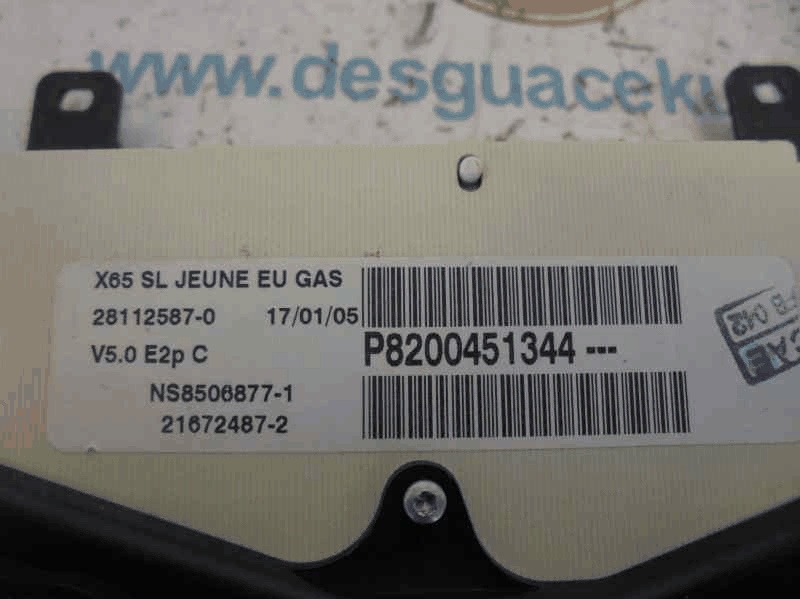 www.desguaceku
X65 SL JEUNE EU GAS
28112587-0 17/01/05
V5.0 E2p C
P8200451344 ---
NS8506877-1
21672487-2
CAE